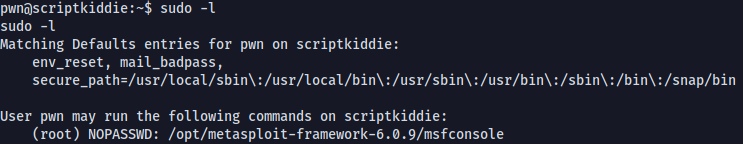 pwn@scriptkiddie:~$ sudo -l
sudo -l
Matching Defaults entries for pwn on scriptkiddie:
    env_reset, mail_badpass,
    secure_path=/usr/local/sbin\:/usr/local/bin\:/usr/sbin\:/usr/bin\:/sbin\:/bin\:/snap/bin

User pwn may run the following commands on scriptkiddie:
    (root) NOPASSWD: /opt/metasploit-framework-6.0.9/msfconsole